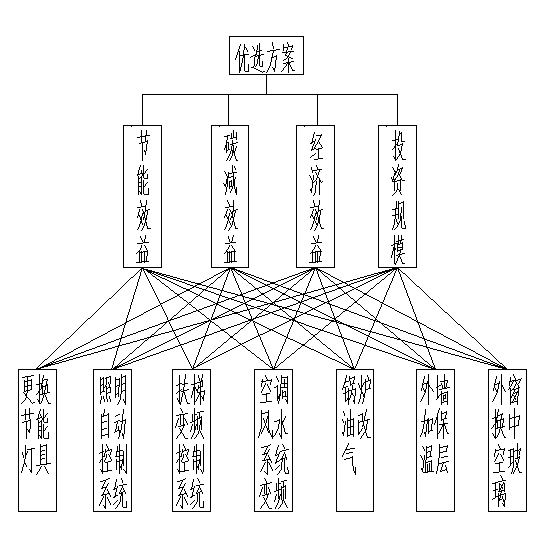 优选方案
节能效益
碳减效益
经济效益
投资规模
更换
节能
灯具
照明
自动
控制
系统
扶梯
变频
控制
系统
空调
风水
系统
变频
锅炉
油改
气
外墙
加保
温层
外窗
换中
空玻
璃